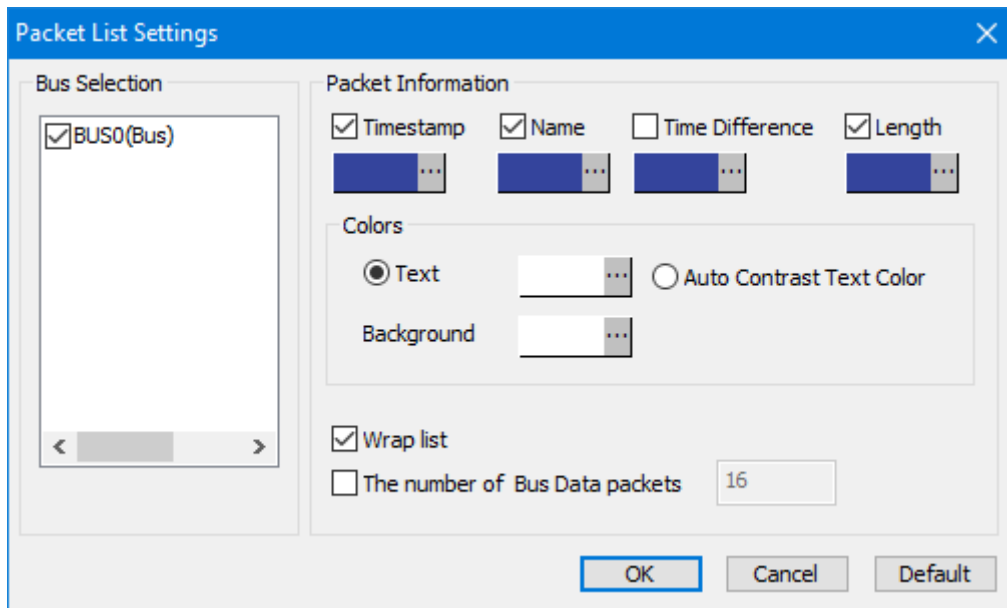 Packet List Settings
Bus Selection
BUS0(Bus)
Packet Information
Timestamp Name Time Difference Length
... ... ... ...
Colors
Text ... Auto Contrast Text Color
Background ...
Wrap list
The number of Bus Data packets 16
OK Cancel Default